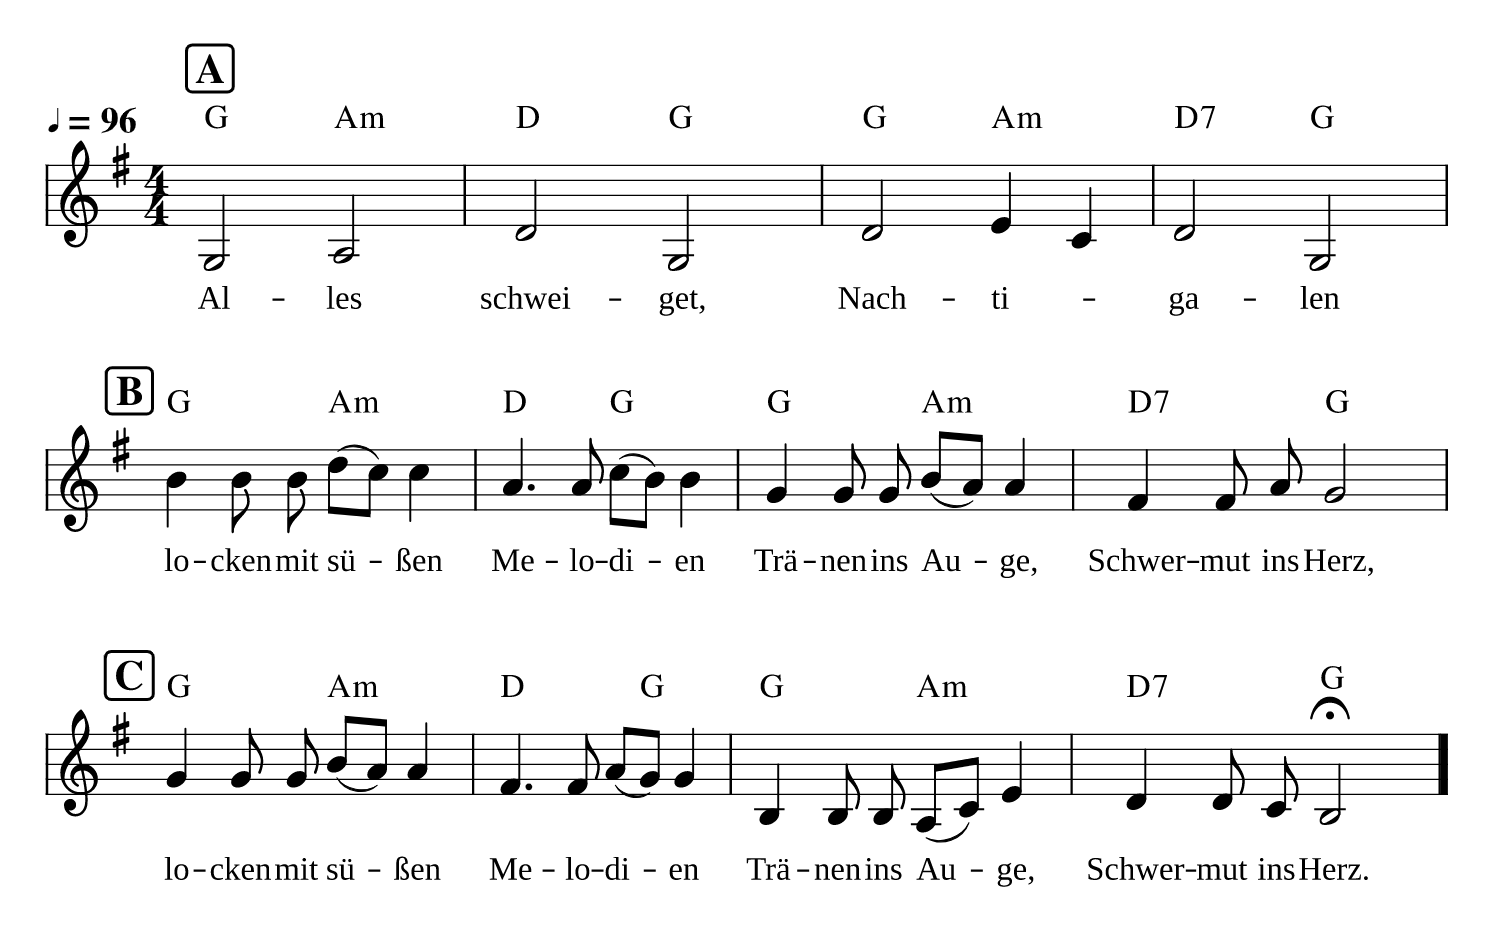 A
♩ = 96 G Am D G G Am D7 G
4/4
Al – les schwei – get, Nach – ti – ga – len
B G Am D G G Am D7 G
lo – cken mit sü – ßen Me – lo – di – en Trä – nen ins Au – ge, Schwer – mut ins Herz,
C G Am D G G Am D7 G
lo – cken mit sü – ßen Me – lo – di – en Trä – nen ins Au – ge, Schwer – mut ins Herz.